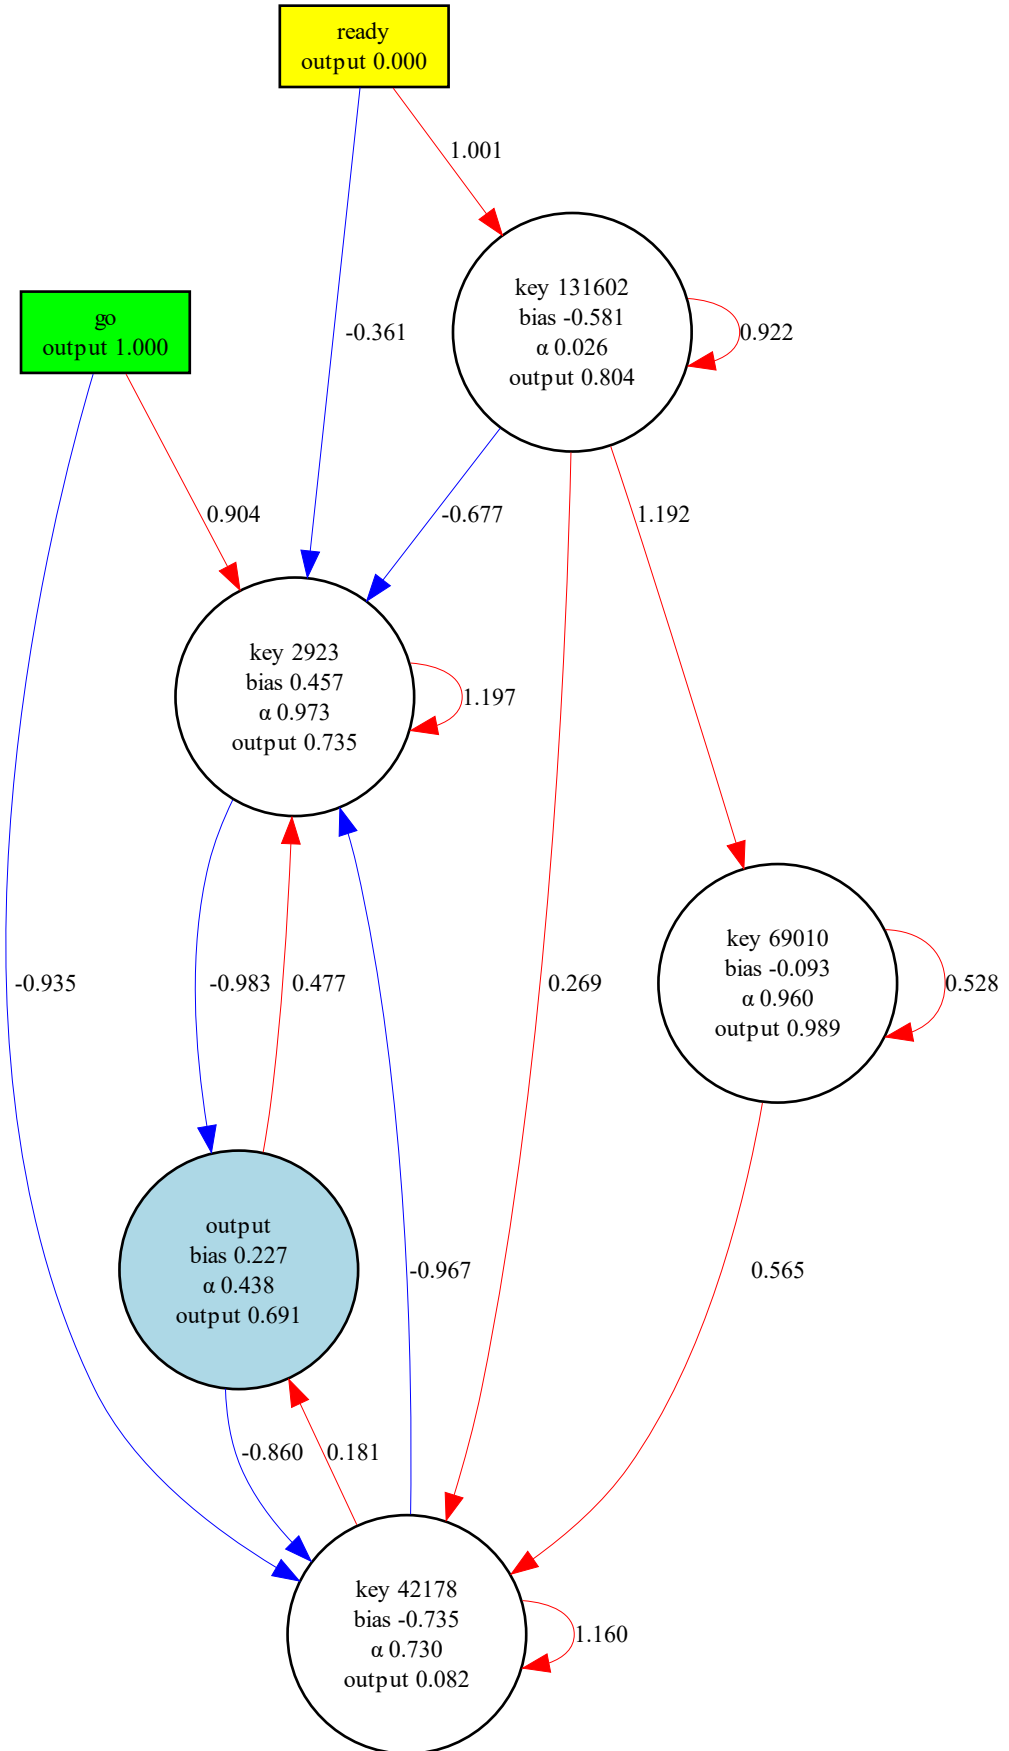 ready
output 0.000
1.001
go
output 1.000
-0.361
key 131602
bias -0.581
α 0.026
output 0.804
0.922
0.904
-0.677
1.192
key 2923
bias 0.457
α 0.973
output 0.735
1.197
-0.935
-0.983
0.477
0.269
key 69010
bias -0.093
α 0.960
output 0.989
0.528
output
bias 0.227
α 0.438
output 0.691
-0.967
0.565
-0.860
0.181
key 42178
bias -0.735
α 0.730
output 0.082
1.160